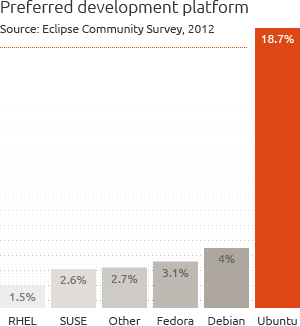 Preferred development platform
Source: Eclipse Community Survey, 2012
18.7%
4%
3.1%
2.7%
2.6%
1.5%
RHEL SUSE Other Fedora Debian Ubuntu